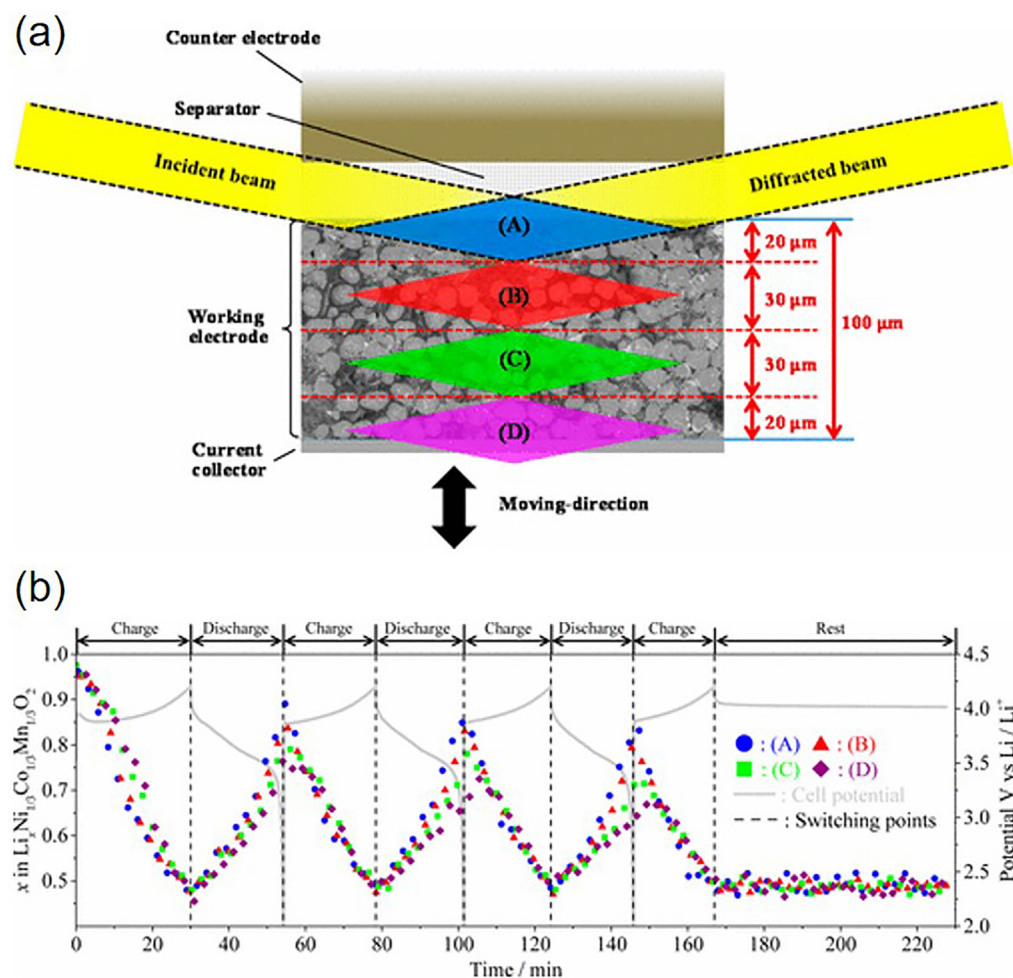 (a)
Counter electrode
Separator
Incident beam
Diffracted beam
(A)
20 μm
(B)
30 μm
Working
electrode
100 μm
(C)
30 μm
(D)
20 μm
Current
collector
Moving-direction
(b)
Charge
Discharge
Charge
Discharge
Charge
Discharge
Charge
Rest
1.0
0.9
0.8
0.7
0.6
0.5
x in LixNi1/3Co1/3Mn1/3O2
4.5
4.0
3.5
3.0
2.5
2.0
Potential V vs Li / Li+
: (A)
: (B)
: (C)
: (D)
: Cell potential
: Switching points
0
20
40
60
80
100
120
140
160
180
200
220
Time / min